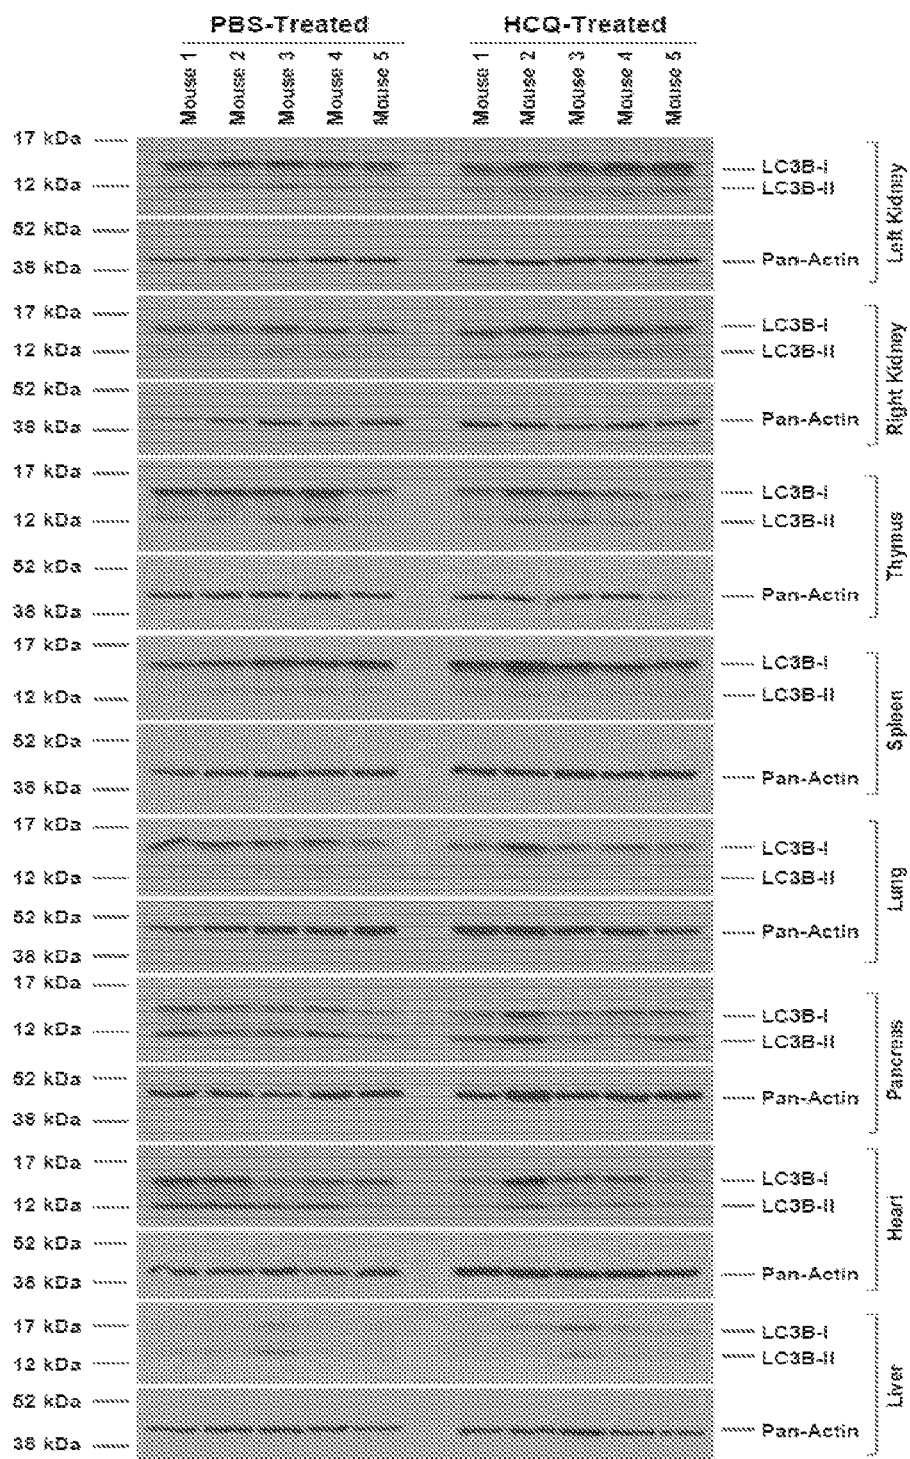 PBS-Treated HCQ-Treated
Mouse 1 Mouse 2 Mouse 3 Mouse 4 Mouse 5 Mouse 1 Mouse 2 Mouse 3 Mouse 4 Mouse 5
17 kDa LC3B-I
12 kDa LC3B-II
Left Kidney
52 kDa
38 kDa Pan-Actin
17 kDa LC3B-I
12 kDa LC3B-II
Right Kidney
52 kDa
38 kDa Pan-Actin
17 kDa LC3B-I
12 kDa LC3B-II
Thymus
52 kDa
38 kDa Pan-Actin
17 kDa LC3B-I
12 kDa LC3B-II
Spleen
52 kDa
38 kDa Pan-Actin
17 kDa LC3B-I
12 kDa LC3B-II
Lung
52 kDa Pan-Actin
38 kDa
17 kDa LC3B-I
12 kDa LC3B-II
Pancreas
52 kDa Pan-Actin
38 kDa
17 kDa LC3B-I
12 kDa LC3B-II
Heart
52 kDa
38 kDa Pan-Actin
17 kDa LC3B-I
12 kDa LC3B-II
Liver
52 kDa Pan-Actin
38 kDa